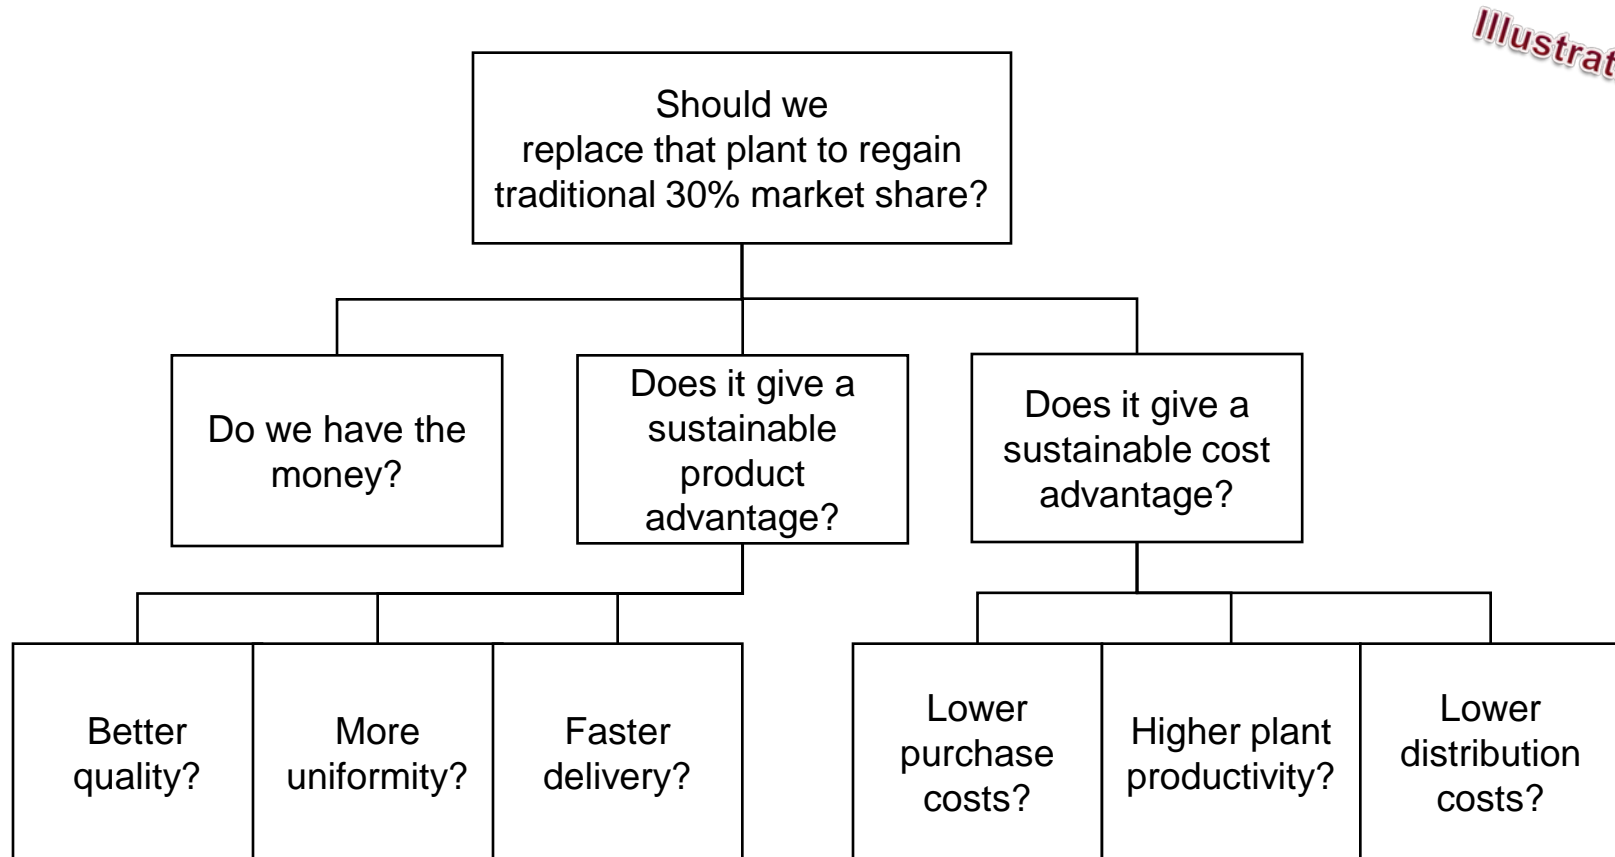 Should we
replace that plant to regain
traditional 30% market share?
Do we have the
money?
Does it give a
sustainable
product
advantage?
Does it give a
sustainable cost
advantage?
Better
quality?
More
uniformity?
Faster
delivery?
Lower
purchase
costs?
Higher plant
productivity?
Lower
distribution
costs?